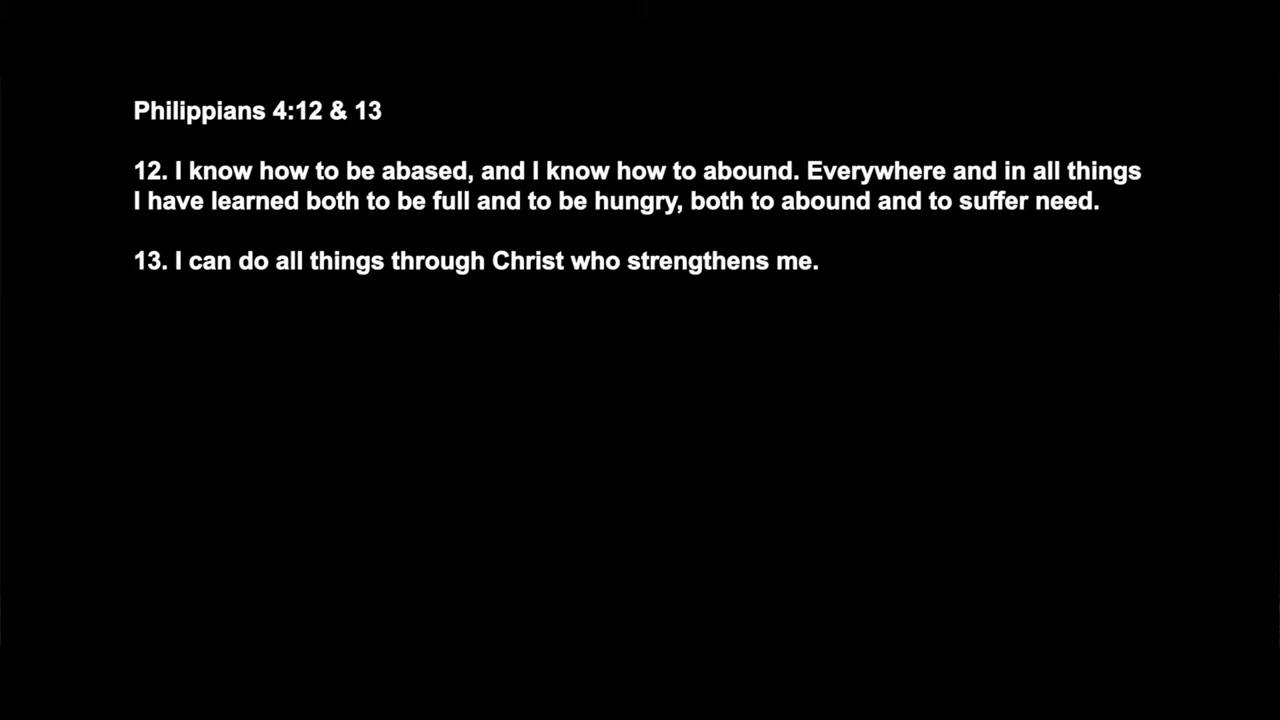 Philippians 4:12 & 13
12. I know how to be abased, and I know how to abound. Everywhere and in all things
I have learned both to be full and to be hungry, both to abound and to suffer need.
13. I can do all things through Christ who strengthens me.